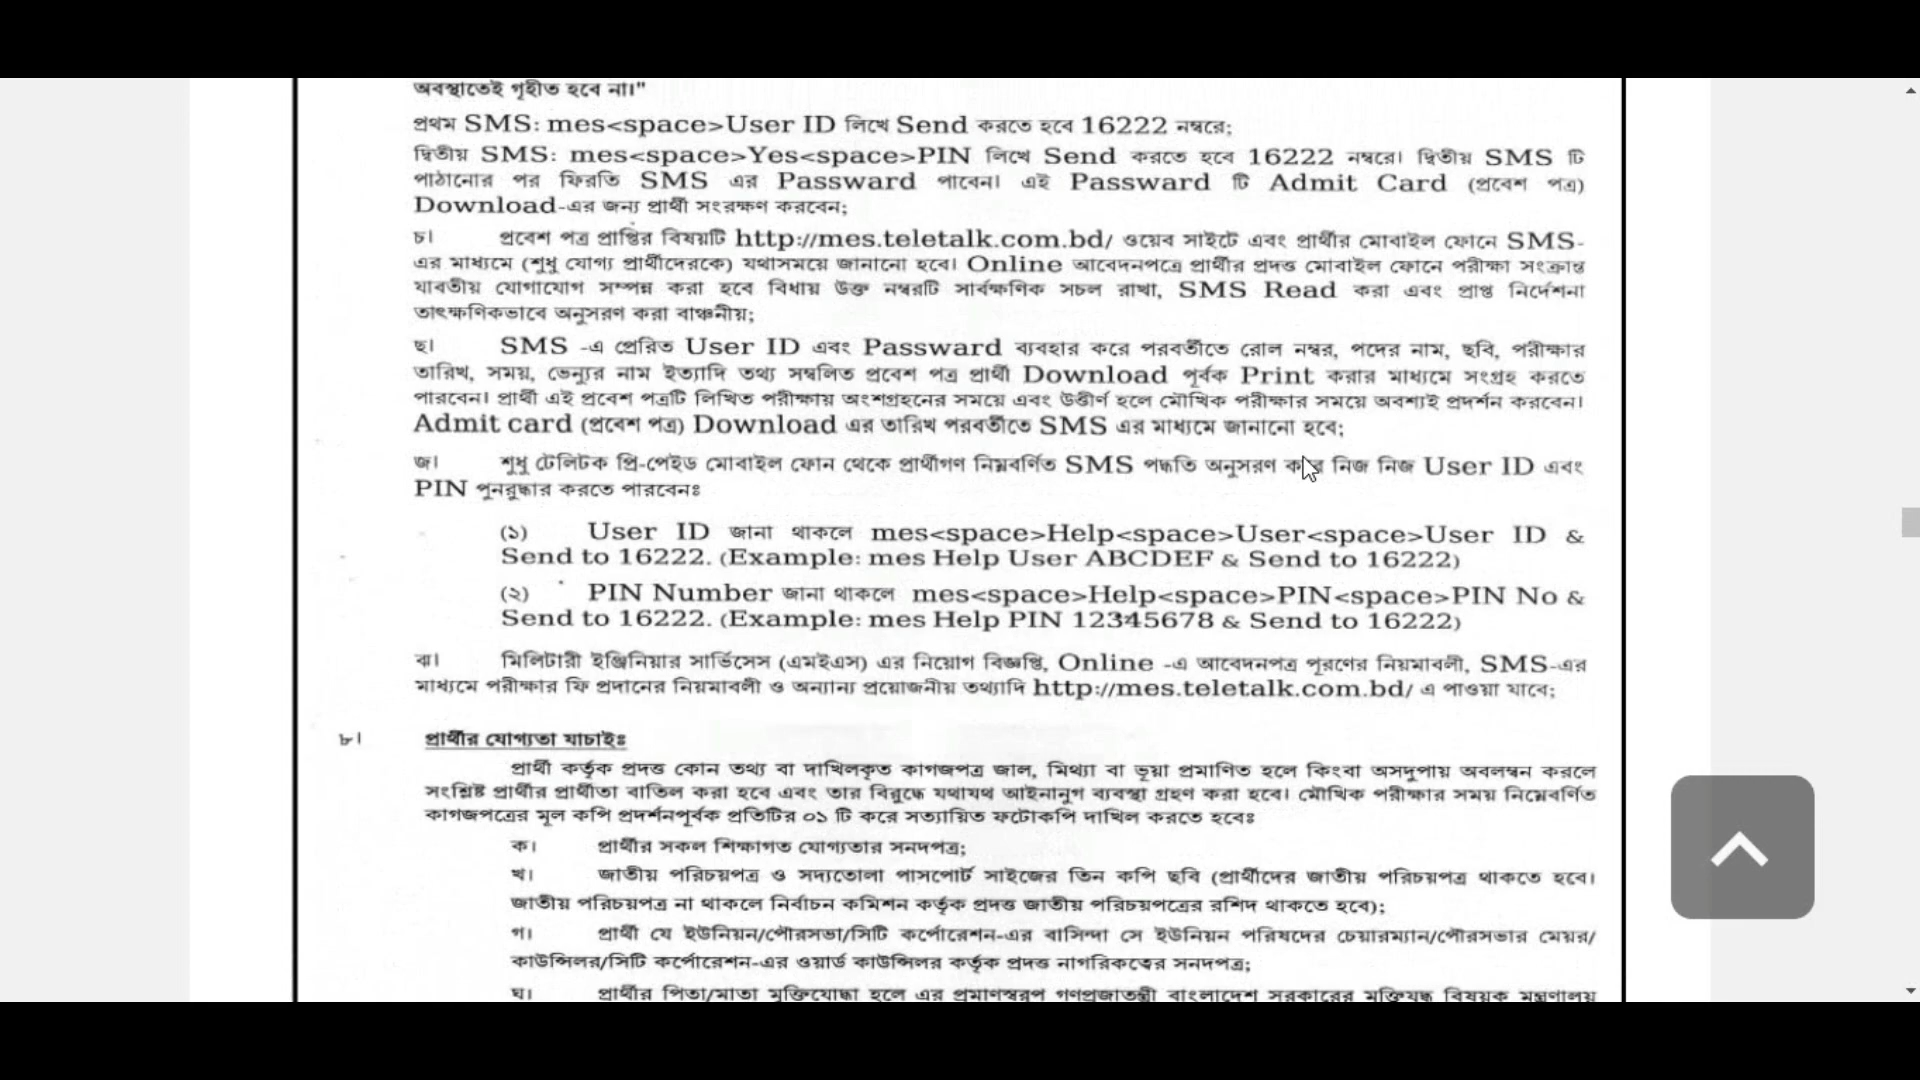 অবস্থাতেই গৃহীত হবে না।"
প্রথম SMS: mes<space>User ID লিখে Send করতে হবে 16222 নম্বরে;
দ্বিতীয় SMS: mes<space>Yes<space>PIN লিখে Send করতে হবে 16222 নম্বরে। দ্বিতীয় SMS টি
পাঠানোর পর ফিরতি SMS এর Passward পাবেন। এই Passward টি Admit Card (প্রবেশ পত্র)
Download-এর জন্য প্রার্থী সংরক্ষণ করবেন;
চ। প্রবেশ পত্র প্রাপ্তির বিষয়টি http://mes.teletalk.com.bd/ ওয়েব সাইটে এবং প্রার্থীর মোবাইল ফোনে SMS-
এর মাধ্যমে (শুধু যোগ্য প্রার্থীদেরকে) যথাসময়ে জানানো হবে। Online আবেদনপত্রে প্রার্থীর প্রদত্ত মোবাইল ফোনে পরীক্ষা সংক্রান্ত
যাবতীয় যোগাযোগ সম্পন্ন করা হবে বিধায় উক্ত নম্বরটি সার্বক্ষণিক সচল রাখা, SMS Read করা এবং প্রাপ্ত নির্দেশনা
তাৎক্ষণিকভাবে অনুসরণ করা বাঞ্চনীয়;
ছ। SMS -এ প্রেরিত User ID এবং Passward ব্যবহার করে পরবর্তীতে রোল নম্বর, পদের নাম, ছবি, পরীক্ষার
তারিখ, সময়, ভেন্যুর নাম ইত্যাদি তথ্য সম্বলিত প্রবেশ পত্র প্রার্থী Download পূর্বক Print করার মাধ্যমে সংগ্রহ করতে
পারবেন। প্রার্থী এই প্রবেশ পত্রটি লিখিত পরীক্ষায় অংশগ্রহনের সময়ে এবং উত্তীর্ণ হলে মৌখিক পরীক্ষার সময়ে অবশ্যই প্রদর্শন করবেন।
Admit card (প্রবেশ পত্র) Download এর তারিখ পরবর্তীতে SMS এর মাধ্যমে জানানো হবে;
জ। শুধু টেলিটক প্রি-পেইড মোবাইল ফোন থেকে প্রার্থীগণ নিম্নবর্ণিত SMS পদ্ধতি অনুসরণ করে নিজ নিজ User ID এবং
PIN পুনরুদ্ধার করতে পারবেনঃ
(১) User ID জানা থাকলে mes<space>Help<space>User<space>User ID &
Send to 16222. (Example: mes Help User ABCDEF & Send to 16222)
(২) PIN Number জানা থাকলে mes<space>Help<space>PIN<space>PIN No &
Send to 16222. (Example: mes Help PIN 12345678 & Send to 16222)
ঝ। মিলিটারী ইঞ্জিনিয়ার সার্ভিসেস (এমইএস) এর নিয়োগ বিজ্ঞপ্তি, Online -এ আবেদনপত্র পূরণের নিয়মাবলী, SMS-এর
মাধ্যমে পরীক্ষার ফি প্রদানের নিয়মাবলী ও অন্যান্য প্রয়োজনীয় তথ্যাদি http://mes.teletalk.com.bd/ এ পাওয়া যাবে;
৮। প্রার্থীর যোগ্যতা যাচাইঃ
প্রার্থী কর্তৃক প্রদত্ত কোন তথ্য বা দাখিলকৃত কাগজপত্র জাল, মিথ্যা বা ভূয়া প্রমাণিত হলে কিংবা অসদুপায় অবলম্বন করলে
সংশ্লিষ্ট প্রার্থীর প্রার্থীতা বাতিল করা হবে এবং তার বিরুদ্ধে যথাযথ আইনানুগ ব্যবস্থা গ্রহণ করা হবে। মৌখিক পরীক্ষার সময় নিম্নেবর্ণিত
কাগজপত্রের মূল কপি প্রদর্শনপূর্বক প্রতিটির ০১ টি করে সত্যায়িত ফটোকপি দাখিল করতে হবেঃ
ক। প্রার্থীর সকল শিক্ষাগত যোগ্যতার সনদপত্র;
খ। জাতীয় পরিচয়পত্র ও সদ্যতোলা পাসপোর্ট সাইজের তিন কপি ছবি (প্রার্থীদের জাতীয় পরিচয়পত্র থাকতে হবে।
জাতীয় পরিচয়পত্র না থাকলে নির্বাচন কমিশন কর্তৃক প্রদত্ত জাতীয় পরিচয়পত্রের রশিদ থাকতে হবে);
গ। প্রার্থী যে ইউনিয়ন/পৌরসভা/সিটি কর্পোরেশন-এর বাসিন্দা সে ইউনিয়ন পরিষদের চেয়ারম্যান/পৌরসভার মেয়র/
কাউন্সিলর/সিটি কর্পোরেশন-এর ওয়ার্ড কাউন্সিলর কর্তৃক প্রদত্ত নাগরিকত্বের সনদপত্র;
ঘ। প্রার্থীর পিতা/মাতা মুক্তিযোদ্ধা হলে এর প্রমাণস্বরূপ গণপ্রজাতন্ত্রী বাংলাদেশ সরকারের মুক্তিযুদ্ধ বিষয়ক মন্ত্রণালয়